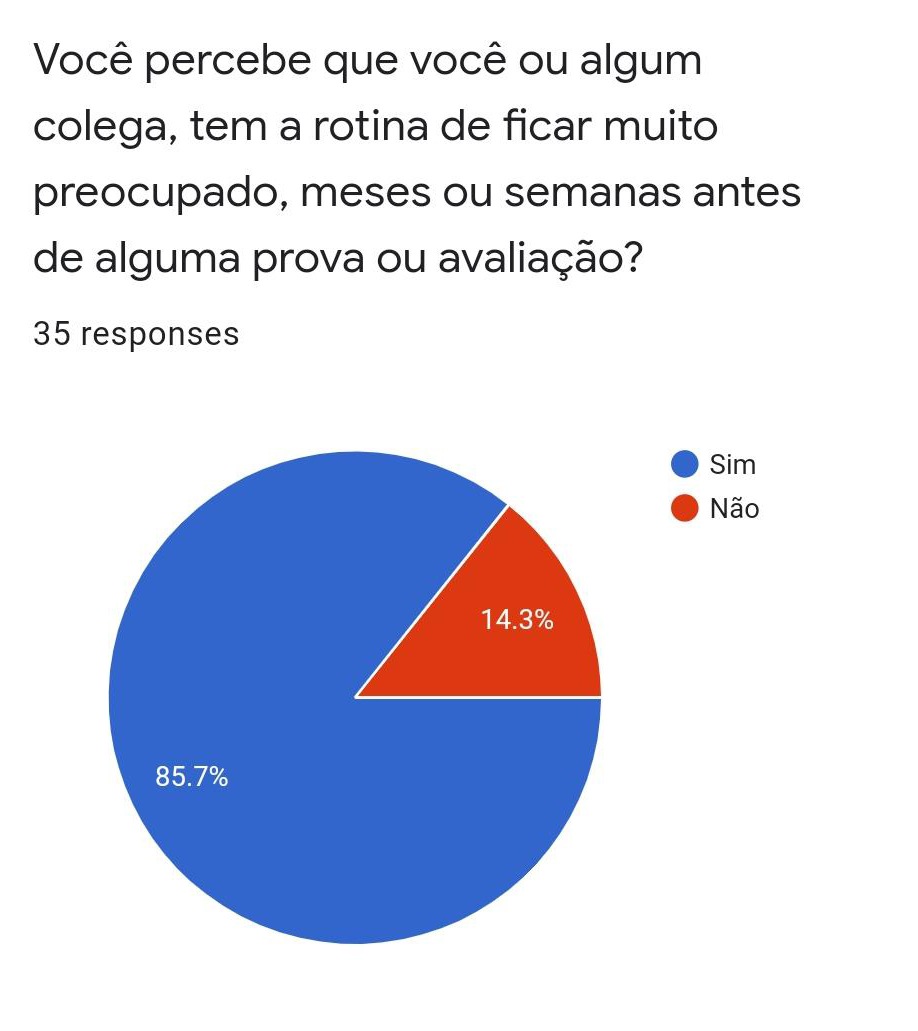 Você percebe que você ou algum
colega, tem a rotina de ficar muito
preocupado, meses ou semanas antes
de alguma prova ou avaliação?
35 responses
Sim
Não
14.3%
85.7%